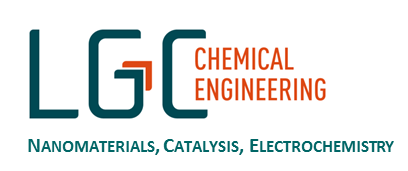 LGC CHEMICAL
ENGINEERING
NANOMATERIALS, CATALYSIS, ELECTROCHEMISTRY